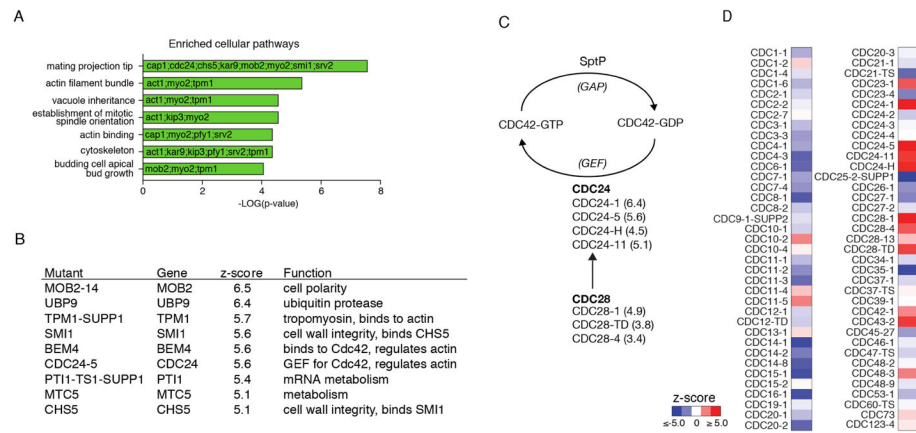 A
Enriched cellular pathways
mating projection tip
cap1;cdc24;chs5;kar9;mob2;myo2;smi1;srv2
actin filament bundle
act1;myo2;tpm1
vacuole inheritance
act1;myo2;tpm1
establishment of mitotic
spindle orientation
act1;kip3;myo2
actin binding
cap1;myo2;pfy1;srv2
cytoskeleton
act1;kar9;kip3;pfy1;srv2;tpm1
budding cell apical
bud growth
mob2;myo2;tpm1
0 2 4 6 8
-LOG(p-value)
B
Mutant Gene z-score Function
MOB2-14 MOB2 6.5 cell polarity
UBP9 UBP9 6.4 ubiquitin protease
TPM1-SUPP1 TPM1 5.7 tropomyosin, binds to actin
SMI1 SMI1 5.6 cell wall integrity, binds CHS5
BEM4 BEM4 5.6 binds to Cdc42, regulates actin
CDC24-5 CDC24 5.6 GEF for Cdc42, regulates actin
PTI1-TS1-SUPP1 PTI1 5.4 mRNA metabolism
MTC5 MTC5 5.1 metabolism
CHS5 CHS5 5.1 cell wall integrity, binds SMI1
C
SptP
(GAP)
CDC42-GTP CDC42-GDP
(GEF)
CDC24
CDC24-1 (6.4)
CDC24-5 (5.6)
CDC24-H (4.5)
CDC24-11 (5.1)
CDC28
CDC28-1 (4.9)
CDC28-TD (3.8)
CDC28-4 (3.4)
z-score
≤-5.0 0 ≥ 5.0
D
CDC1-1
CDC1-2
CDC1-4
CDC1-6
CDC2-1
CDC2-2
CDC2-7
CDC3-1
CDC3-3
CDC4-1
CDC4-3
CDC6-1
CDC7-1
CDC7-4
CDC8-1
CDC8-2
CDC9-1-SUPP2
CDC10-1
CDC10-2
CDC10-4
CDC11-1
CDC11-2
CDC11-3
CDC11-4
CDC11-5
CDC12-1
CDC12-TD
CDC13-1
CDC14-1
CDC14-2
CDC14-8
CDC15-1
CDC15-2
CDC16-1
CDC19-1
CDC20-1
CDC20-2
CDC20-3
CDC21-1
CDC21-TS
CDC23-1
CDC23-4
CDC24-1
CDC24-2
CDC24-3
CDC24-4
CDC24-5
CDC24-11
CDC24-H
CDC25-2-SUPP1
CDC26-1
CDC27-1
CDC27-2
CDC28-1
CDC28-4
CDC28-13
CDC28-TD
CDC34-1
CDC35-1
CDC37-1
CDC37-TS
CDC39-1
CDC42-1
CDC43-2
CDC45-27
CDC46-1
CDC47-TS
CDC48-2
CDC48-3
CDC48-9
CDC53-1
CDC60-TS
CDC73
CDC123-4